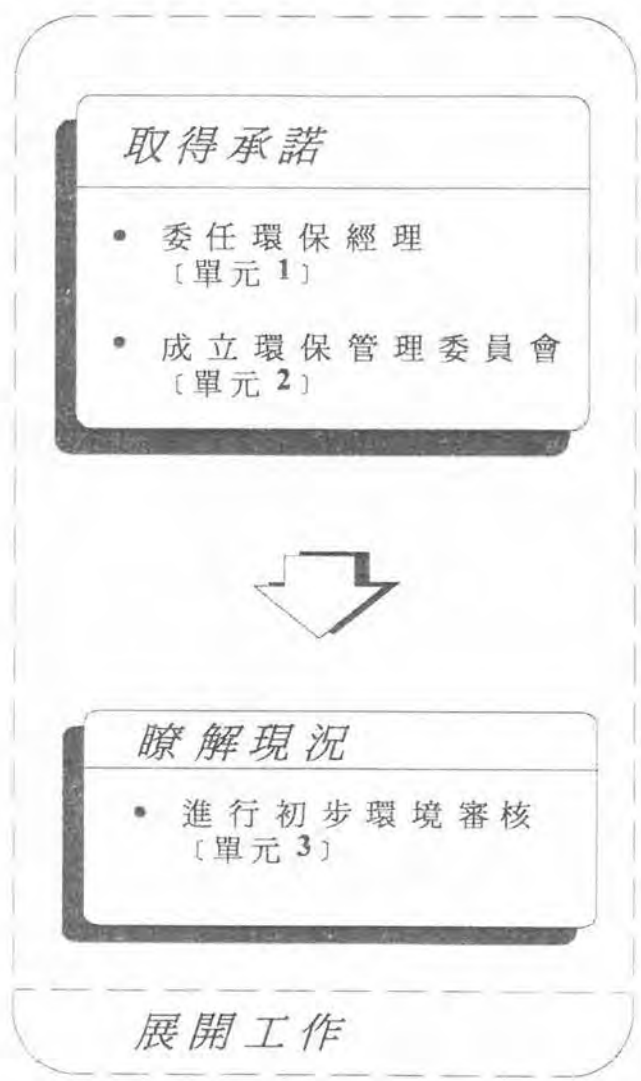 取得承諾
• 委任環保經理
〔單元 1〕
• 成立環保管理委員會
〔單元 2〕
瞭解現況
• 進行初步環境審核
〔單元 3〕
展開工作